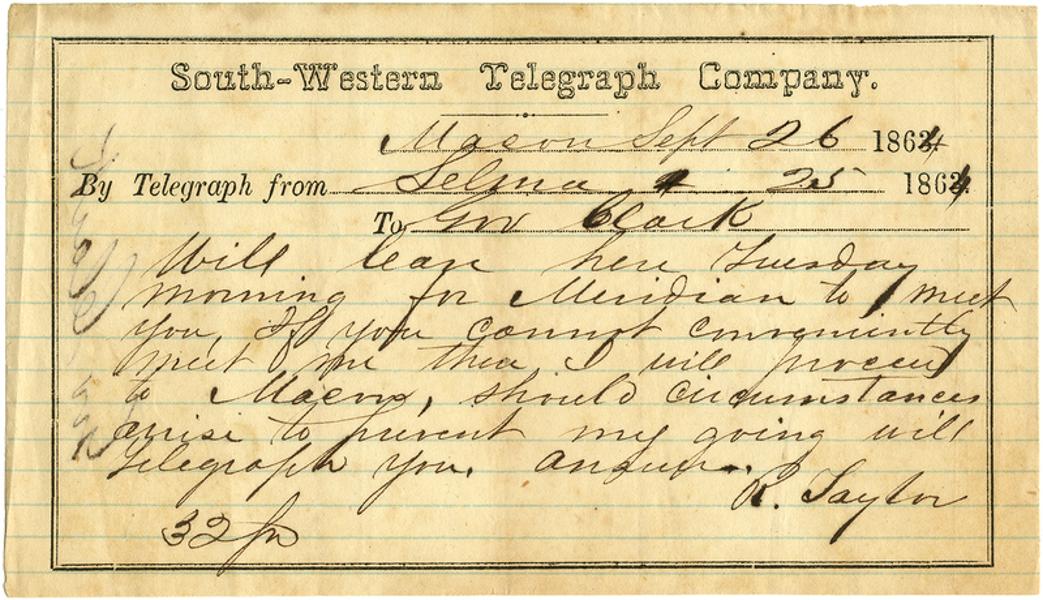 South-Western Telegraph Company.
Macon Sept 26 1864
By Telegraph from Selma 25 1864
To Gov Clark
Will leave here Tuesday
morning for Meridian to meet
you, If you cannot conveniently
meet me there I will proceed
to Macon, should circumstances
arise to prevent my going will
telegraph you. answer.
R. Taylor
32